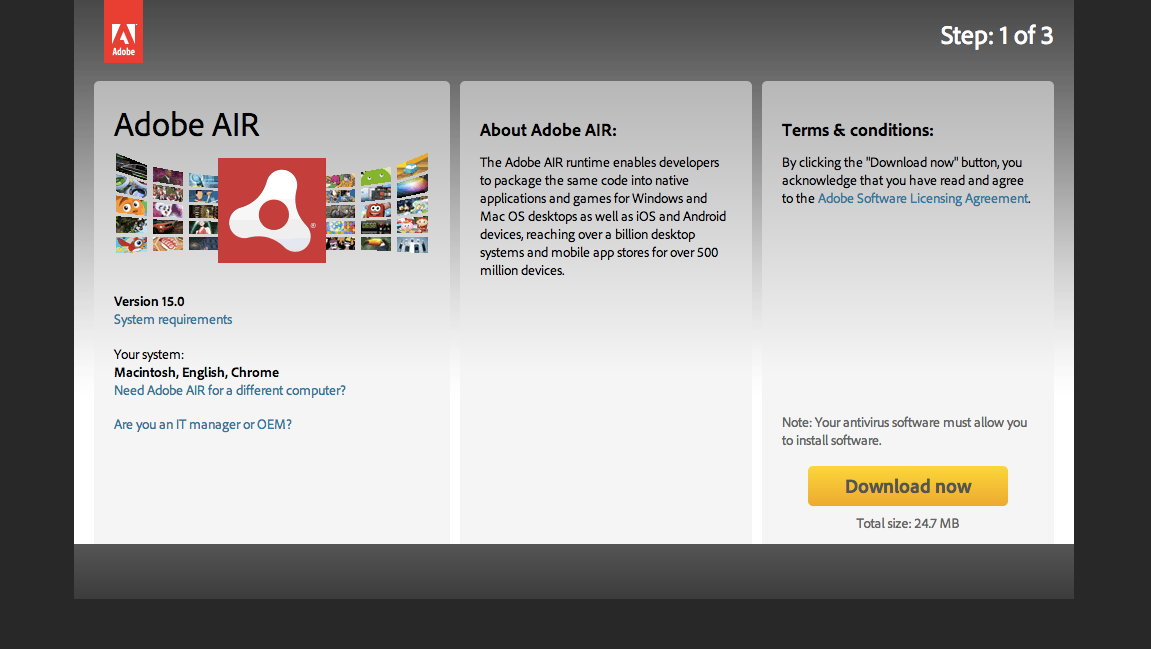 Adobe
Step: 1 of 3
Adobe AIR
®
Version 15.0
System requirements
Your system:
Macintosh, English, Chrome
Need Adobe AIR for a different computer?
Are you an IT manager or OEM?
About Adobe AIR:
The Adobe AIR runtime enables developers
to package the same code into native
applications and games for Windows and
Mac OS desktops as well as iOS and Android
devices, reaching over a billion desktop
systems and mobile app stores for over 500
million devices.
Terms & conditions:
By clicking the "Download now" button, you
acknowledge that you have read and agree
to the Adobe Software Licensing Agreement.
Note: Your antivirus software must allow you
to install software.
Download now
Total size: 24.7 MB